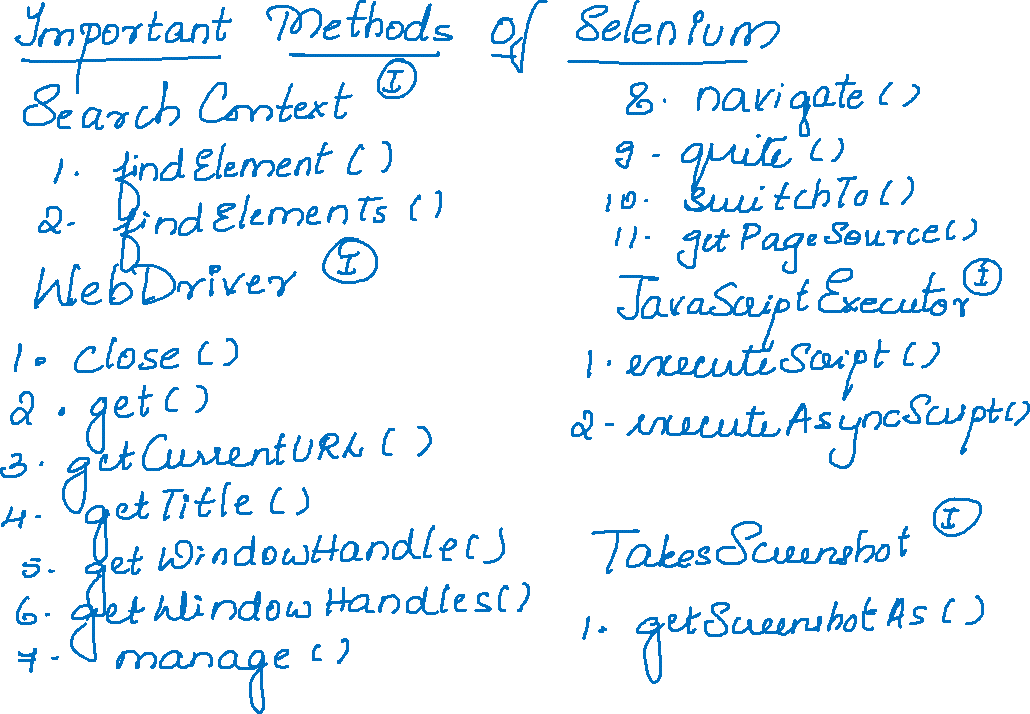 Important Methods of Selenium
Search Context I
1. findElement ()
2. findElements ()
WebDriver I
1. close ()
2. get ()
3. getCurrentURL ()
4. getTitle ()
5. getWindowHandle()
6. getWindowHandles()
7. manage ()
8. navigate ()
9. quite ()
10. switchTo ()
11. getPageSource()
JavaScriptExecutor I
1. executeScript ()
2. executeAsyncScript()
TakesScreenshot I
1. getScreenshotAs ()